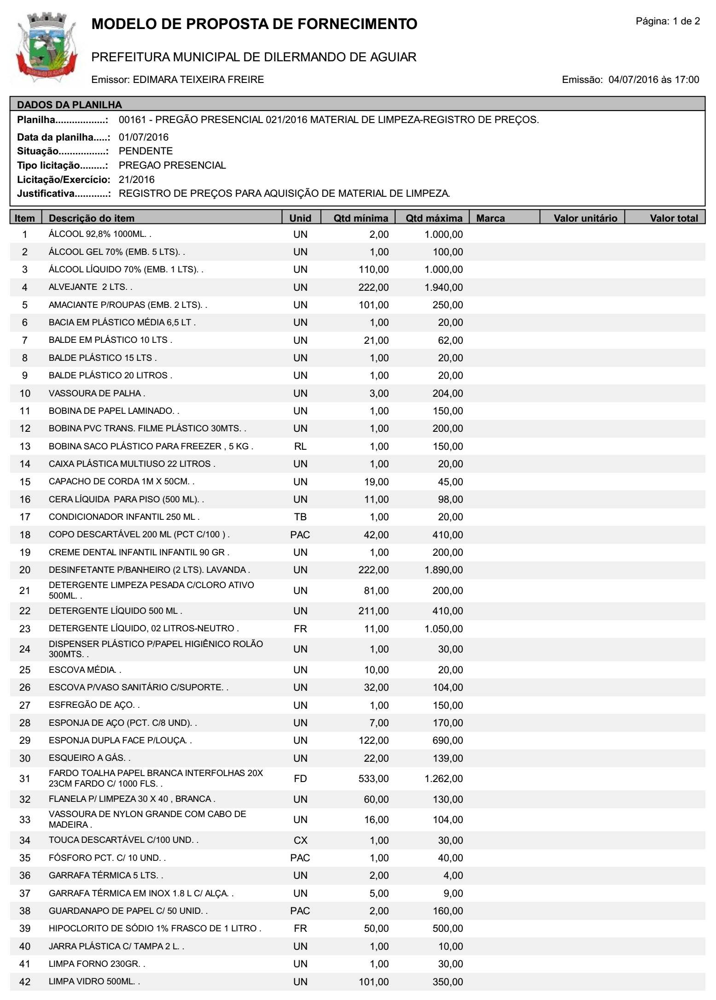 MODELO DE PROPOSTA DE FORNECIMENTO
Página: 1 de 2
PREFEITURA MUNICIPAL DE DILERMANDO DE AGUIAR
Emissor: EDIMARA TEIXEIRA FREIRE
Emissão: 04/07/2016 às 17:00
DILERMANDO DE AGUIAR
DADOS DA PLANILHA
Planilha..................: 00161 - PREGÃO PRESENCIAL 021/2016 MATERIAL DE LIMPEZA-REGISTRO DE PREÇOS.
Data da planilha.....: 01/07/2016
Situação.................: PENDENTE
Tipo licitação.........: PREGAO PRESENCIAL
Licitação/Exercício: 21/2016
Justificativa............: REGISTRO DE PREÇOS PARA AQUISIÇÃO DE MATERIAL DE LIMPEZA.
Item Descrição do item Unid Qtd mínima Qtd máxima Marca Valor unitário Valor total
1 ÁLCOOL 92,8% 1000ML. . UN 2,00 1.000,00
2 ÁLCOOL GEL 70% (EMB. 5 LTS). . UN 1,00 100,00
3 ÁLCOOL LÍQUIDO 70% (EMB. 1 LTS). . UN 110,00 1.000,00
4 ALVEJANTE  2 LTS. . UN 222,00 1.940,00
5 AMACIANTE P/ROUPAS (EMB. 2 LTS). . UN 101,00 250,00
6 BACIA EM PLÁSTICO MÉDIA 6,5 LT . UN 1,00 20,00
7 BALDE EM PLÁSTICO 10 LTS . UN 21,00 62,00
8 BALDE PLÁSTICO 15 LTS . UN 1,00 20,00
9 BALDE PLÁSTICO 20 LITROS . UN 1,00 20,00
10 VASSOURA DE PALHA . UN 3,00 204,00
11 BOBINA DE PAPEL LAMINADO. . UN 1,00 150,00
12 BOBINA PVC TRANS. FILME PLÁSTICO 30MTS. . UN 1,00 200,00
13 BOBINA SACO PLÁSTICO PARA FREEZER , 5 KG . RL 1,00 150,00
14 CAIXA PLÁSTICA MULTIUSO 22 LITROS . UN 1,00 20,00
15 CAPACHO DE CORDA 1M X 50CM. . UN 19,00 45,00
16 CERA LÍQUIDA  PARA PISO (500 ML). . UN 11,00 98,00
17 CONDICIONADOR INFANTIL 250 ML . TB 1,00 20,00
18 COPO DESCARTÁVEL 200 ML (PCT C/100 ) . PAC 42,00 410,00
19 CREME DENTAL INFANTIL INFANTIL 90 GR . UN 1,00 200,00
20 DESINFETANTE P/BANHEIRO (2 LTS). LAVANDA . UN 222,00 1.890,00
21 DETERGENTE LIMPEZA PESADA C/CLORO ATIVO UN 81,00 200,00
500ML. .
22 DETERGENTE LÍQUIDO 500 ML . UN 211,00 410,00
23 DETERGENTE LÍQUIDO, 02 LITROS-NEUTRO . FR 11,00 1.050,00
24 DISPENSER PLÁSTICO P/PAPEL HIGIÊNICO ROLÃO UN 1,00 30,00
300MTS. .
25 ESCOVA MÉDIA. . UN 10,00 20,00
26 ESCOVA P/VASO SANITÁRIO C/SUPORTE. . UN 32,00 104,00
27 ESFREGÃO DE AÇO. . UN 1,00 150,00
28 ESPONJA DE AÇO (PCT. C/8 UND). . UN 7,00 170,00
29 ESPONJA DUPLA FACE P/LOUÇA. . UN 122,00 690,00
30 ESQUEIRO A GÁS. . UN 22,00 139,00
31 FARDO TOALHA PAPEL BRANCA INTERFOLHAS 20X FD 533,00 1.262,00
23CM FARDO C/ 1000 FLS. .
32 FLANELA P/ LIMPEZA 30 X 40 , BRANCA . UN 60,00 130,00
33 VASSOURA DE NYLON GRANDE COM CABO DE UN 16,00 104,00
MADEIRA .
34 TOUCA DESCARTÁVEL C/100 UND. . CX 1,00 30,00
35 FÓSFORO PCT. C/ 10 UND. . PAC 1,00 40,00
36 GARRAFA TÉRMICA 5 LTS. . UN 2,00 4,00
37 GARRAFA TÉRMICA EM INOX 1.8 L C/ ALÇA. . UN 5,00 9,00
38 GUARDANAPO DE PAPEL C/ 50 UNID. . PAC 2,00 160,00
39 HIPOCLORITO DE SÓDIO 1% FRASCO DE 1 LITRO . FR 50,00 500,00
40 JARRA PLÁSTICA C/ TAMPA 2 L. . UN 1,00 10,00
41 LIMPA FORNO 230GR. . UN 1,00 30,00
42 LIMPA VIDRO 500ML. . UN 101,00 350,00